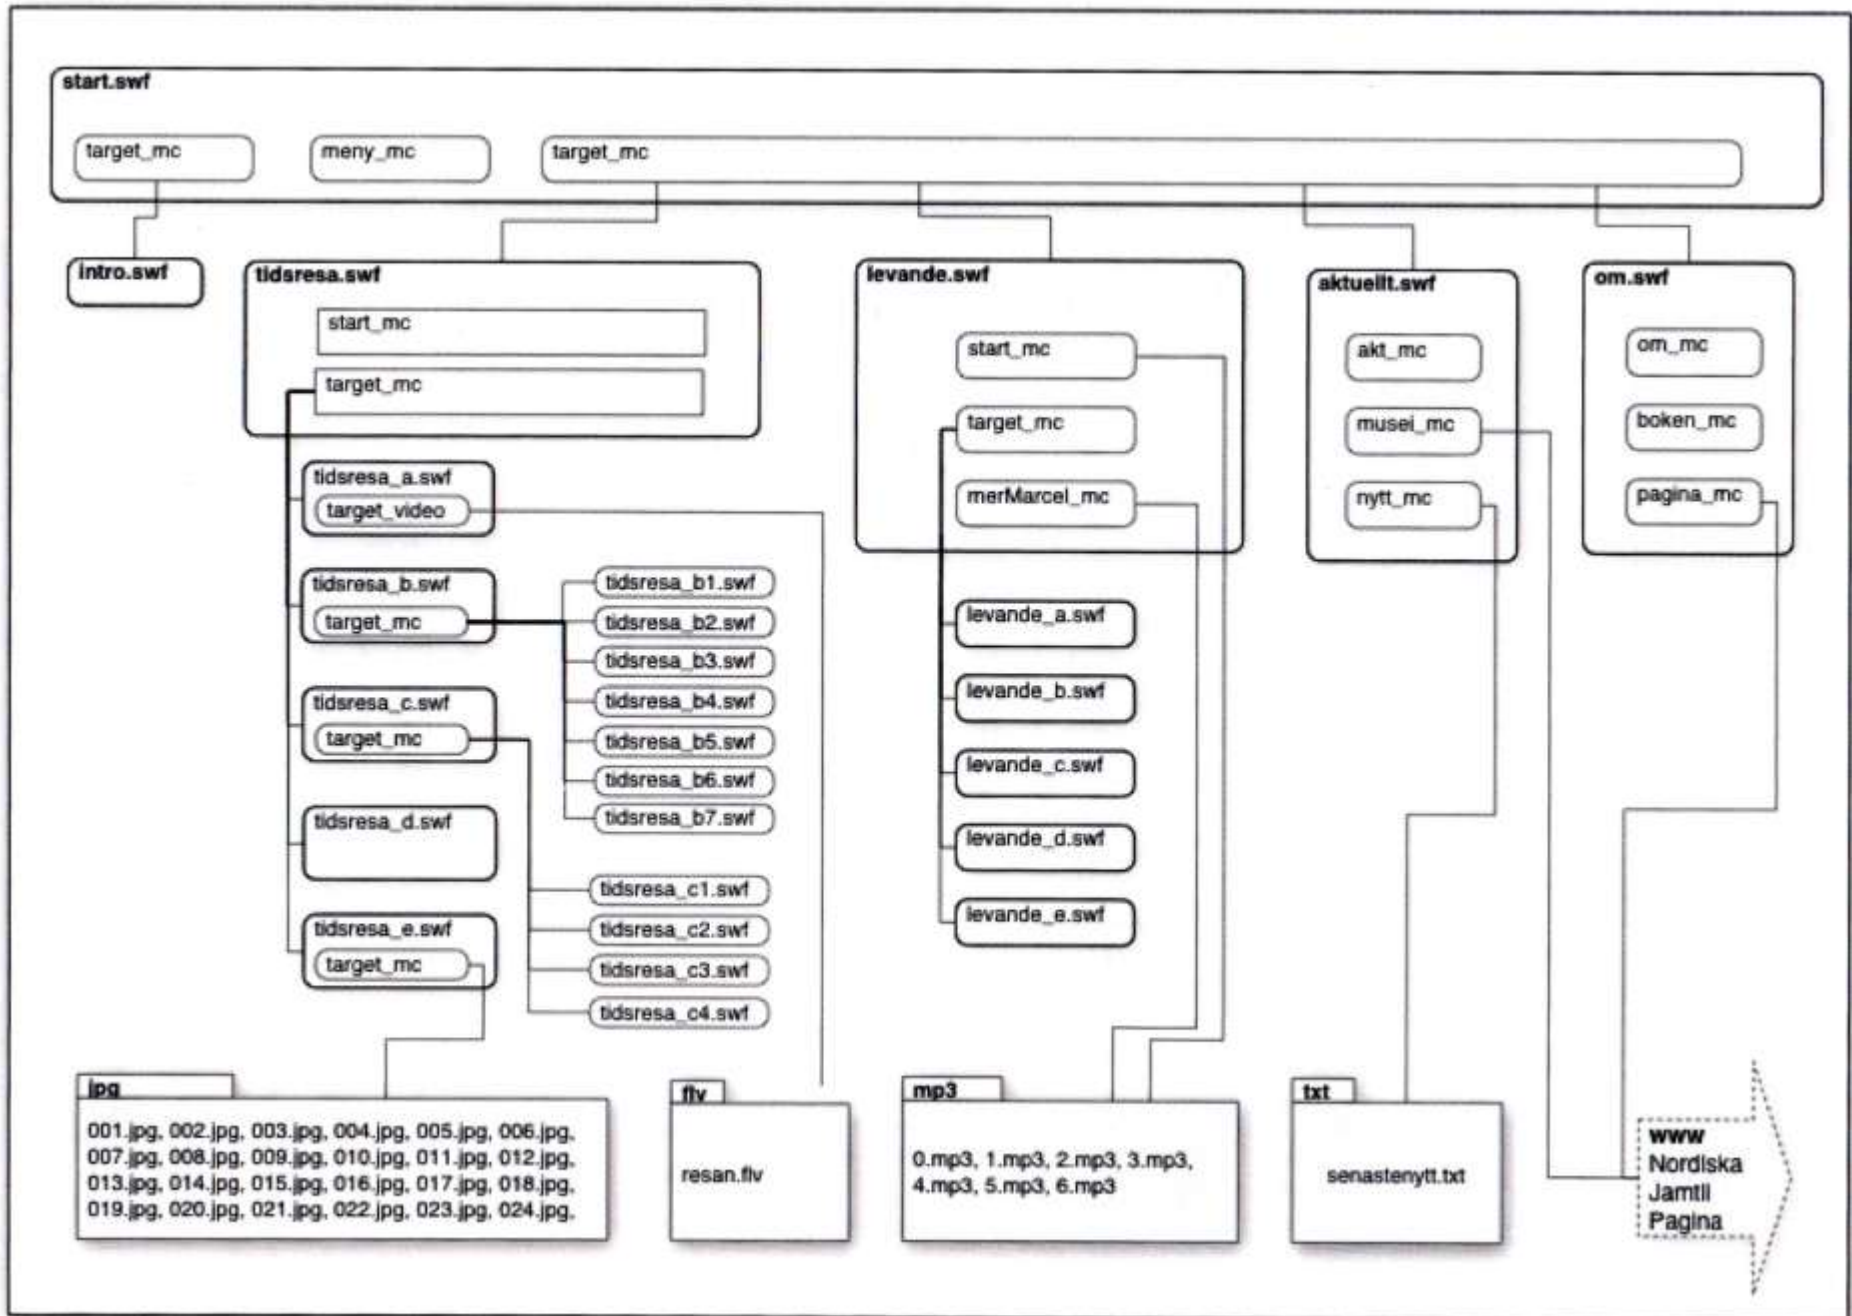 start.swf
target_mc
meny_mc
target_mc
intro.swf
tidsresa.swf
start_mc
target_mc
tidsresa_a.swf
target_video
tidsresa_b.swf
target_mc
tidsresa_b1.swf
tidsresa_b2.swf
tidsresa_b3.swf
tidsresa_b4.swf
tidsresa_b5.swf
tidsresa_b6.swf
tidsresa_b7.swf
tidsresa_c.swf
target_mc
tidsresa_c1.swf
tidsresa_c2.swf
tidsresa_c3.swf
tidsresa_c4.swf
tidsresa_d.swf
tidsresa_e.swf
target_mc
levande.swf
start_mc
target_mc
merMarcel_mc
levande_a.swf
levande_b.swf
levande_c.swf
levande_d.swf
levande_e.swf
aktuellt.swf
akt_mc
musei_mc
nytt_mc
om.swf
om_mc
boken_mc
pagina_mc
jpg
001.jpg, 002.jpg, 003.jpg, 004.jpg, 005.jpg, 006.jpg,
007.jpg, 008.jpg, 009.jpg, 010.jpg, 011.jpg, 012.jpg,
013.jpg, 014.jpg, 015.jpg, 016.jpg, 017.jpg, 018.jpg,
019.jpg, 020.jpg, 021.jpg, 022.jpg, 023.jpg, 024.jpg,
flv
resan.flv
mp3
0.mp3, 1.mp3, 2.mp3, 3.mp3,
4.mp3, 5.mp3, 6.mp3
txt
senastenytt.txt
www
Nordiska
Jamtli
Pagina